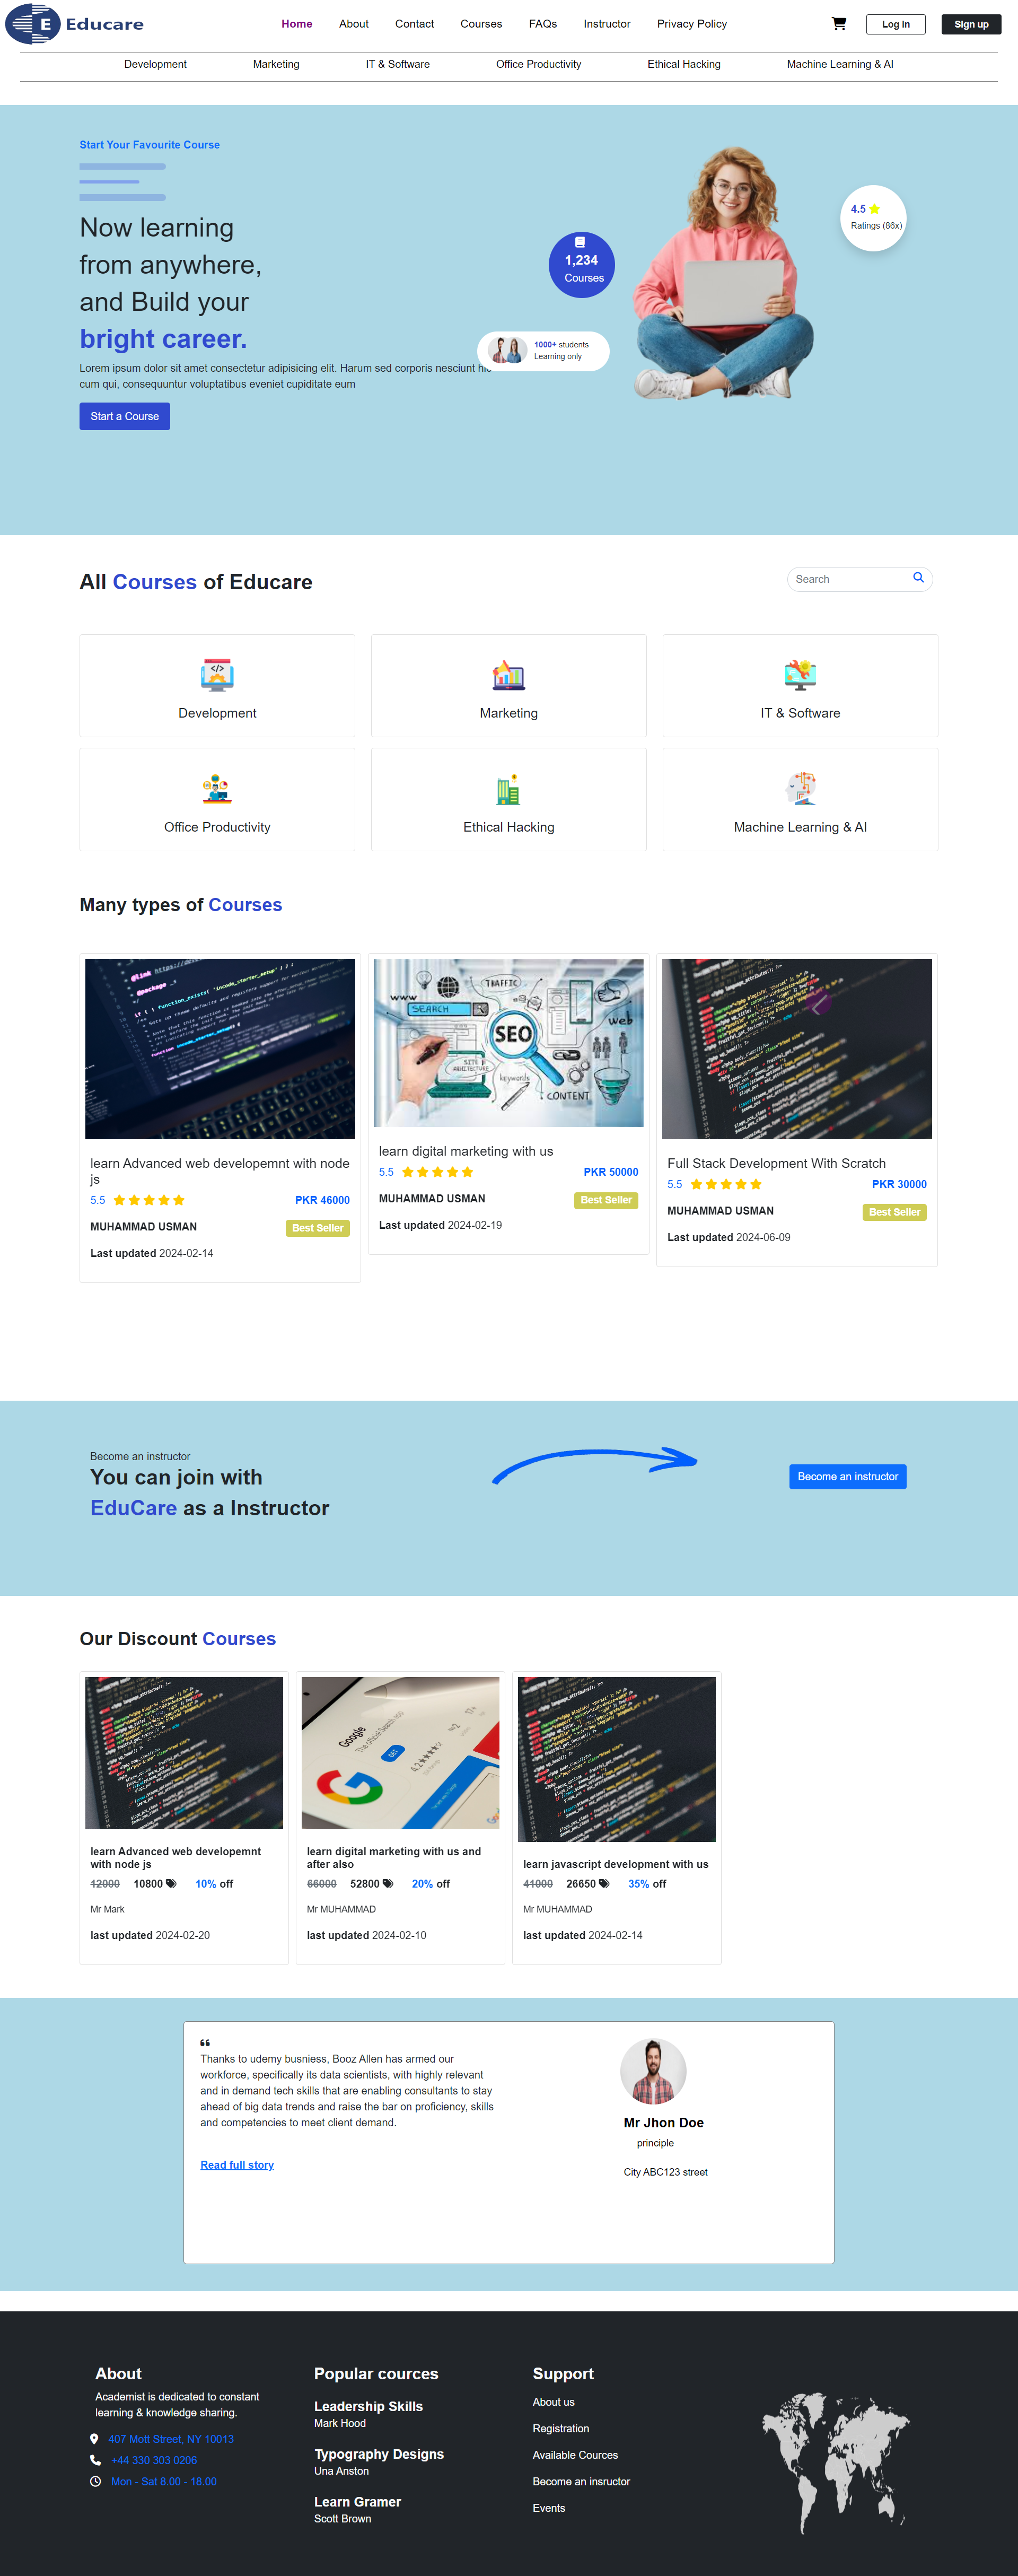 E Educare
Home About Contact Courses FAQs Instructor Privacy Policy
Log in
Sign up
Development Marketing IT & Software Office Productivity Ethical Hacking Machine Learning & AI
Start Your Favourite Course
Now learning
from anywhere,
and Build your
bright career.
Lorem ipsum dolor sit amet consectetur adipisicing elit. Harum sed corporis nesciunt
cum qui, consequuntur voluptatibus eveniet cupiditate eum
Start a Course
1,234
Courses
1000+ students
Learning only
4.5
Ratings (86x)
All Courses of Educare
Search
Development
Marketing
IT & Software
Office Productivity
Ethical Hacking
Machine Learning & AI
Many types of Courses
learn Advanced web developemnt with node
js
5.5
PKR 46000
MUHAMMAD USMAN
Best Seller
Last updated 2024-02-14
www
TRAFFIC
SEARCH
SEO
Web
SITE
ARCHITECTURE
keywords
CONTENT
learn digital marketing with us
5.5
PKR 50000
MUHAMMAD USMAN
Best Seller
Last updated 2024-02-19
Full Stack Development With Scratch
5.5
PKR 30000
MUHAMMAD USMAN
Best Seller
Last updated 2024-06-09
Become an instructor
You can join with
EduCare as a Instructor
Become an instructor
Our Discount Courses
learn Advanced web developemnt
with node js
12000 10800 10% off
Mr Mark
last updated 2024-02-20
Google
GET
learn digital marketing with us and
after also
66000 52800 20% off
Mr MUHAMMAD
last updated 2024-02-10
learn javascript development with us
41000 26650 35% off
Mr MUHAMMAD
last updated 2024-02-14
Thanks to udemy busniess, Booz Allen has armed our
workforce, specifically its data scientists, with highly relevant
and in demand tech skills that are enabling consultants to stay
ahead of big data trends and raise the bar on proficiency, skills
and competencies to meet client demand.
Read full story
Mr Jhon Doe
principle
City ABC123 street
About
Academist is dedicated to constant
learning & knowledge sharing.
407 Mott Street, NY 10013
+44 330 303 0206
Mon - Sat 8.00 - 18.00
Popular cources
Leadership Skills
Mark Hood
Typography Designs
Una Anston
Learn Gramer
Scott Brown
Support
About us
Registration
Available Cources
Become an insructor
Events